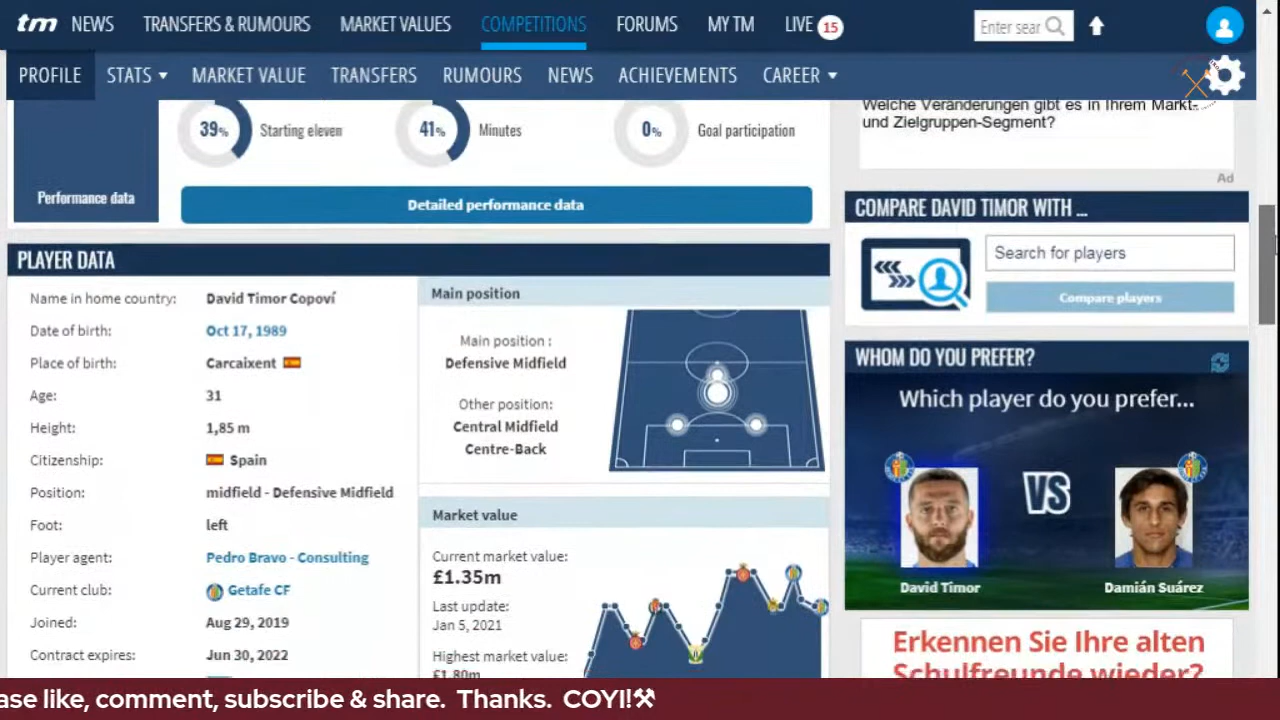 tm NEWS TRANSFERS & RUMOURS MARKET VALUES COMPETITIONS FORUMS MY TM LIVE 15 Enter sear
PROFILE STATS MARKET VALUE TRANSFERS RUMOURS NEWS ACHIEVEMENTS CAREER
39% Starting eleven 41% Minutes 0% Goal participation
Performance data
Detailed performance data
PLAYER DATA
Name in home country: David Timor Copoví
Date of birth: Oct 17, 1989
Place of birth: Carcaixent
Age: 31
Height: 1,85 m
Citizenship: Spain
Position: midfield - Defensive Midfield
Foot: left
Player agent: Pedro Bravo - Consulting
Current club: Getafe CF
Joined: Aug 29, 2019
Contract expires: Jun 30, 2022
Main position
Main position :
Defensive Midfield
Other position:
Central Midfield
Centre-Back
Market value
Current market value:
£1.35m
Last update:
Jan 5, 2021
Highest market value:
£1.80m
Welche Veränderungen gibt es in Ihrem Markt-
und Zielgruppen-Segment?
Ad
COMPARE DAVID TIMOR WITH ...
Search for players
Compare players
WHOM DO YOU PREFER?
Which player do you prefer...
VS
David Timor Damián Suárez
Erkennen Sie Ihre alten
Schulfreunde wieder?
ase like, comment, subscribe & share. Thanks. COYI!⚒